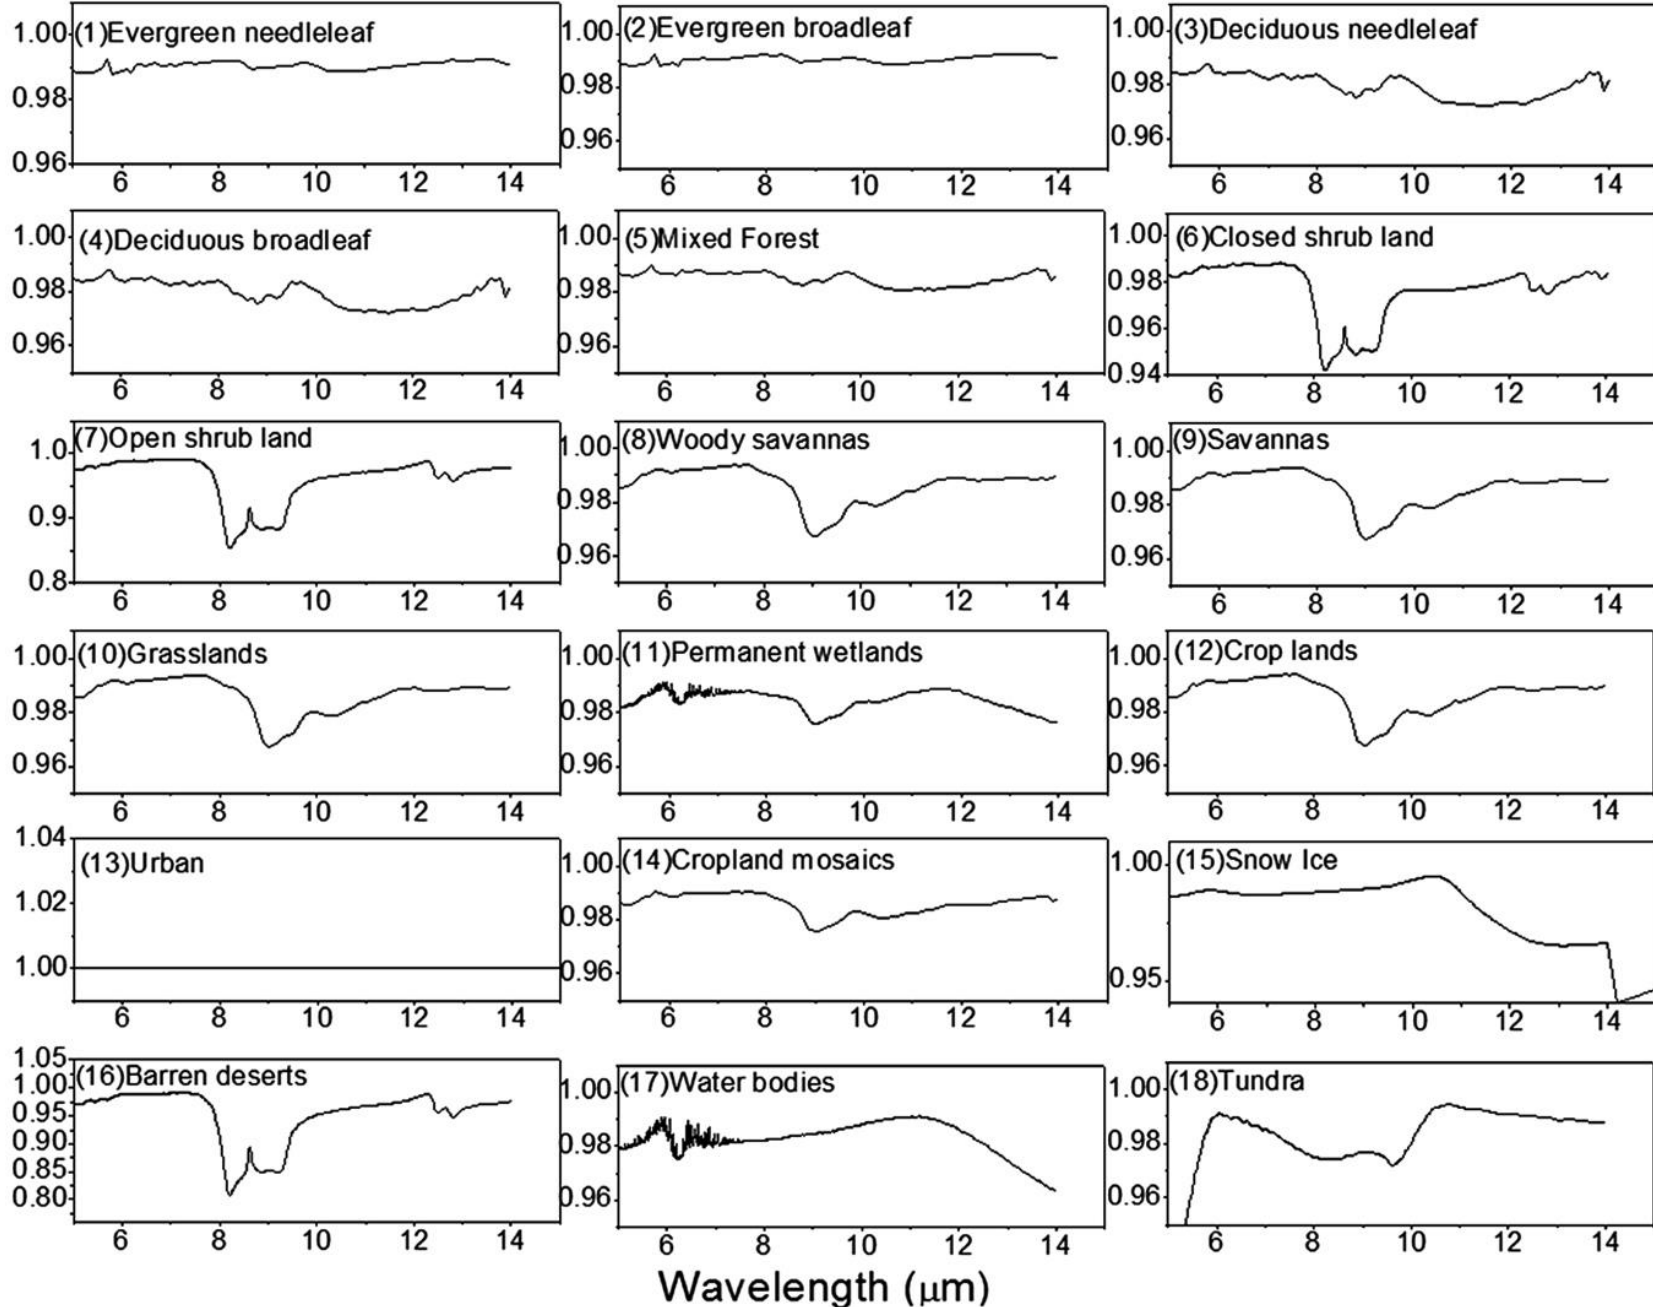 1.00 (1)Evergreen needleleaf
0.98
0.96
6 8 10 12 14
1.00 (2)Evergreen broadleaf
0.98
0.96
6 8 10 12 14
1.00 (3)Deciduous needleleaf
0.98
0.96
6 8 10 12 14
1.00 (4)Deciduous broadleaf
0.98
0.96
6 8 10 12 14
1.00 (5)Mixed Forest
0.98
0.96
6 8 10 12 14
1.00 (6)Closed shrub land
0.98
0.96
0.94
6 8 10 12 14
1.0 (7)Open shrub land
0.9
0.8
6 8 10 12 14
1.00 (8)Woody savannas
0.98
0.96
6 8 10 12 14
1.00 (9)Savannas
0.98
0.96
6 8 10 12 14
1.00 (10)Grasslands
0.98
0.96
6 8 10 12 14
1.00 (11)Permanent wetlands
0.98
0.96
6 8 10 12 14
1.00 (12)Crop lands
0.98
0.96
6 8 10 12 14
1.04
(13)Urban
1.02
1.00
6 8 10 12 14
1.00 (14)Cropland mosaics
0.98
0.96
6 8 10 12 14
1.00 (15)Snow Ice
0.95
6 8 10 12 14
1.05
(16)Barren deserts
1.00
0.95
0.90
0.85
0.80
6 8 10 12 14
1.00 (17)Water bodies
0.98
0.96
6 8 10 12 14
1.00 (18)Tundra
0.98
0.96
6 8 10 12 14
Wavelength (μm)